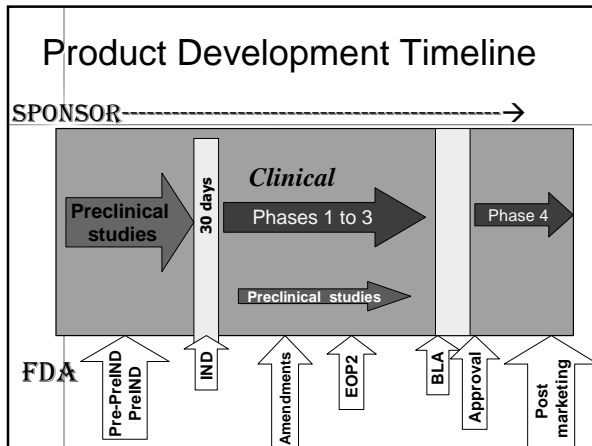 Product Development Timeline
SPONSOR------------------------------------------------→
Clinical
Preclinical
studies
30 days
Phases 1 to 3
Phase 4
Preclinical studies
FDA
Pre-PreIND
PreIND
IND
Amendments
EOP2
BLA
Approval
Post
marketing